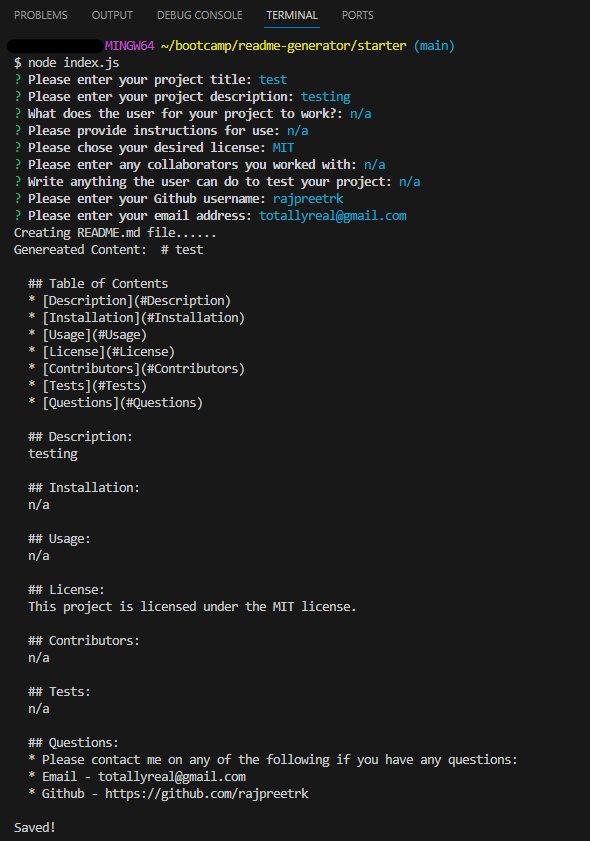 PROBLEMS OUTPUT DEBUG CONSOLE TERMINAL PORTS
MINGW64 ~/bootcamp/readme-generator/starter (main)
$ node index.js
? Please enter your project title: test
? Please enter your project description: testing
? What does the user for your project to work?: n/a
? Please provide instructions for use: n/a
? Please chose your desired license: MIT
? Please enter any collaborators you worked with: n/a
? Write anything the user can do to test your project: n/a
? Please enter your Github username: rajpreetrk
? Please enter your email address: totallyreal@gmail.com
Creating README.md file......
Genereated Content:  # test

  ## Table of Contents
  * [Description](#Description)
  * [Installation](#Installation)
  * [Usage](#Usage)
  * [License](#License)
  * [Contributors](#Contributors)
  * [Tests](#Tests)
  * [Questions](#Questions)

  ## Description:
  testing

  ## Installation:
  n/a

  ## Usage:
  n/a

  ## License:
  This project is licensed under the MIT license.

  ## Contributors:
  n/a

  ## Tests:
  n/a

  ## Questions:
  * Please contact me on any of the following if you have any questions:
  * Email - totallyreal@gmail.com
  * Github - https://github.com/rajpreetrk

Saved!